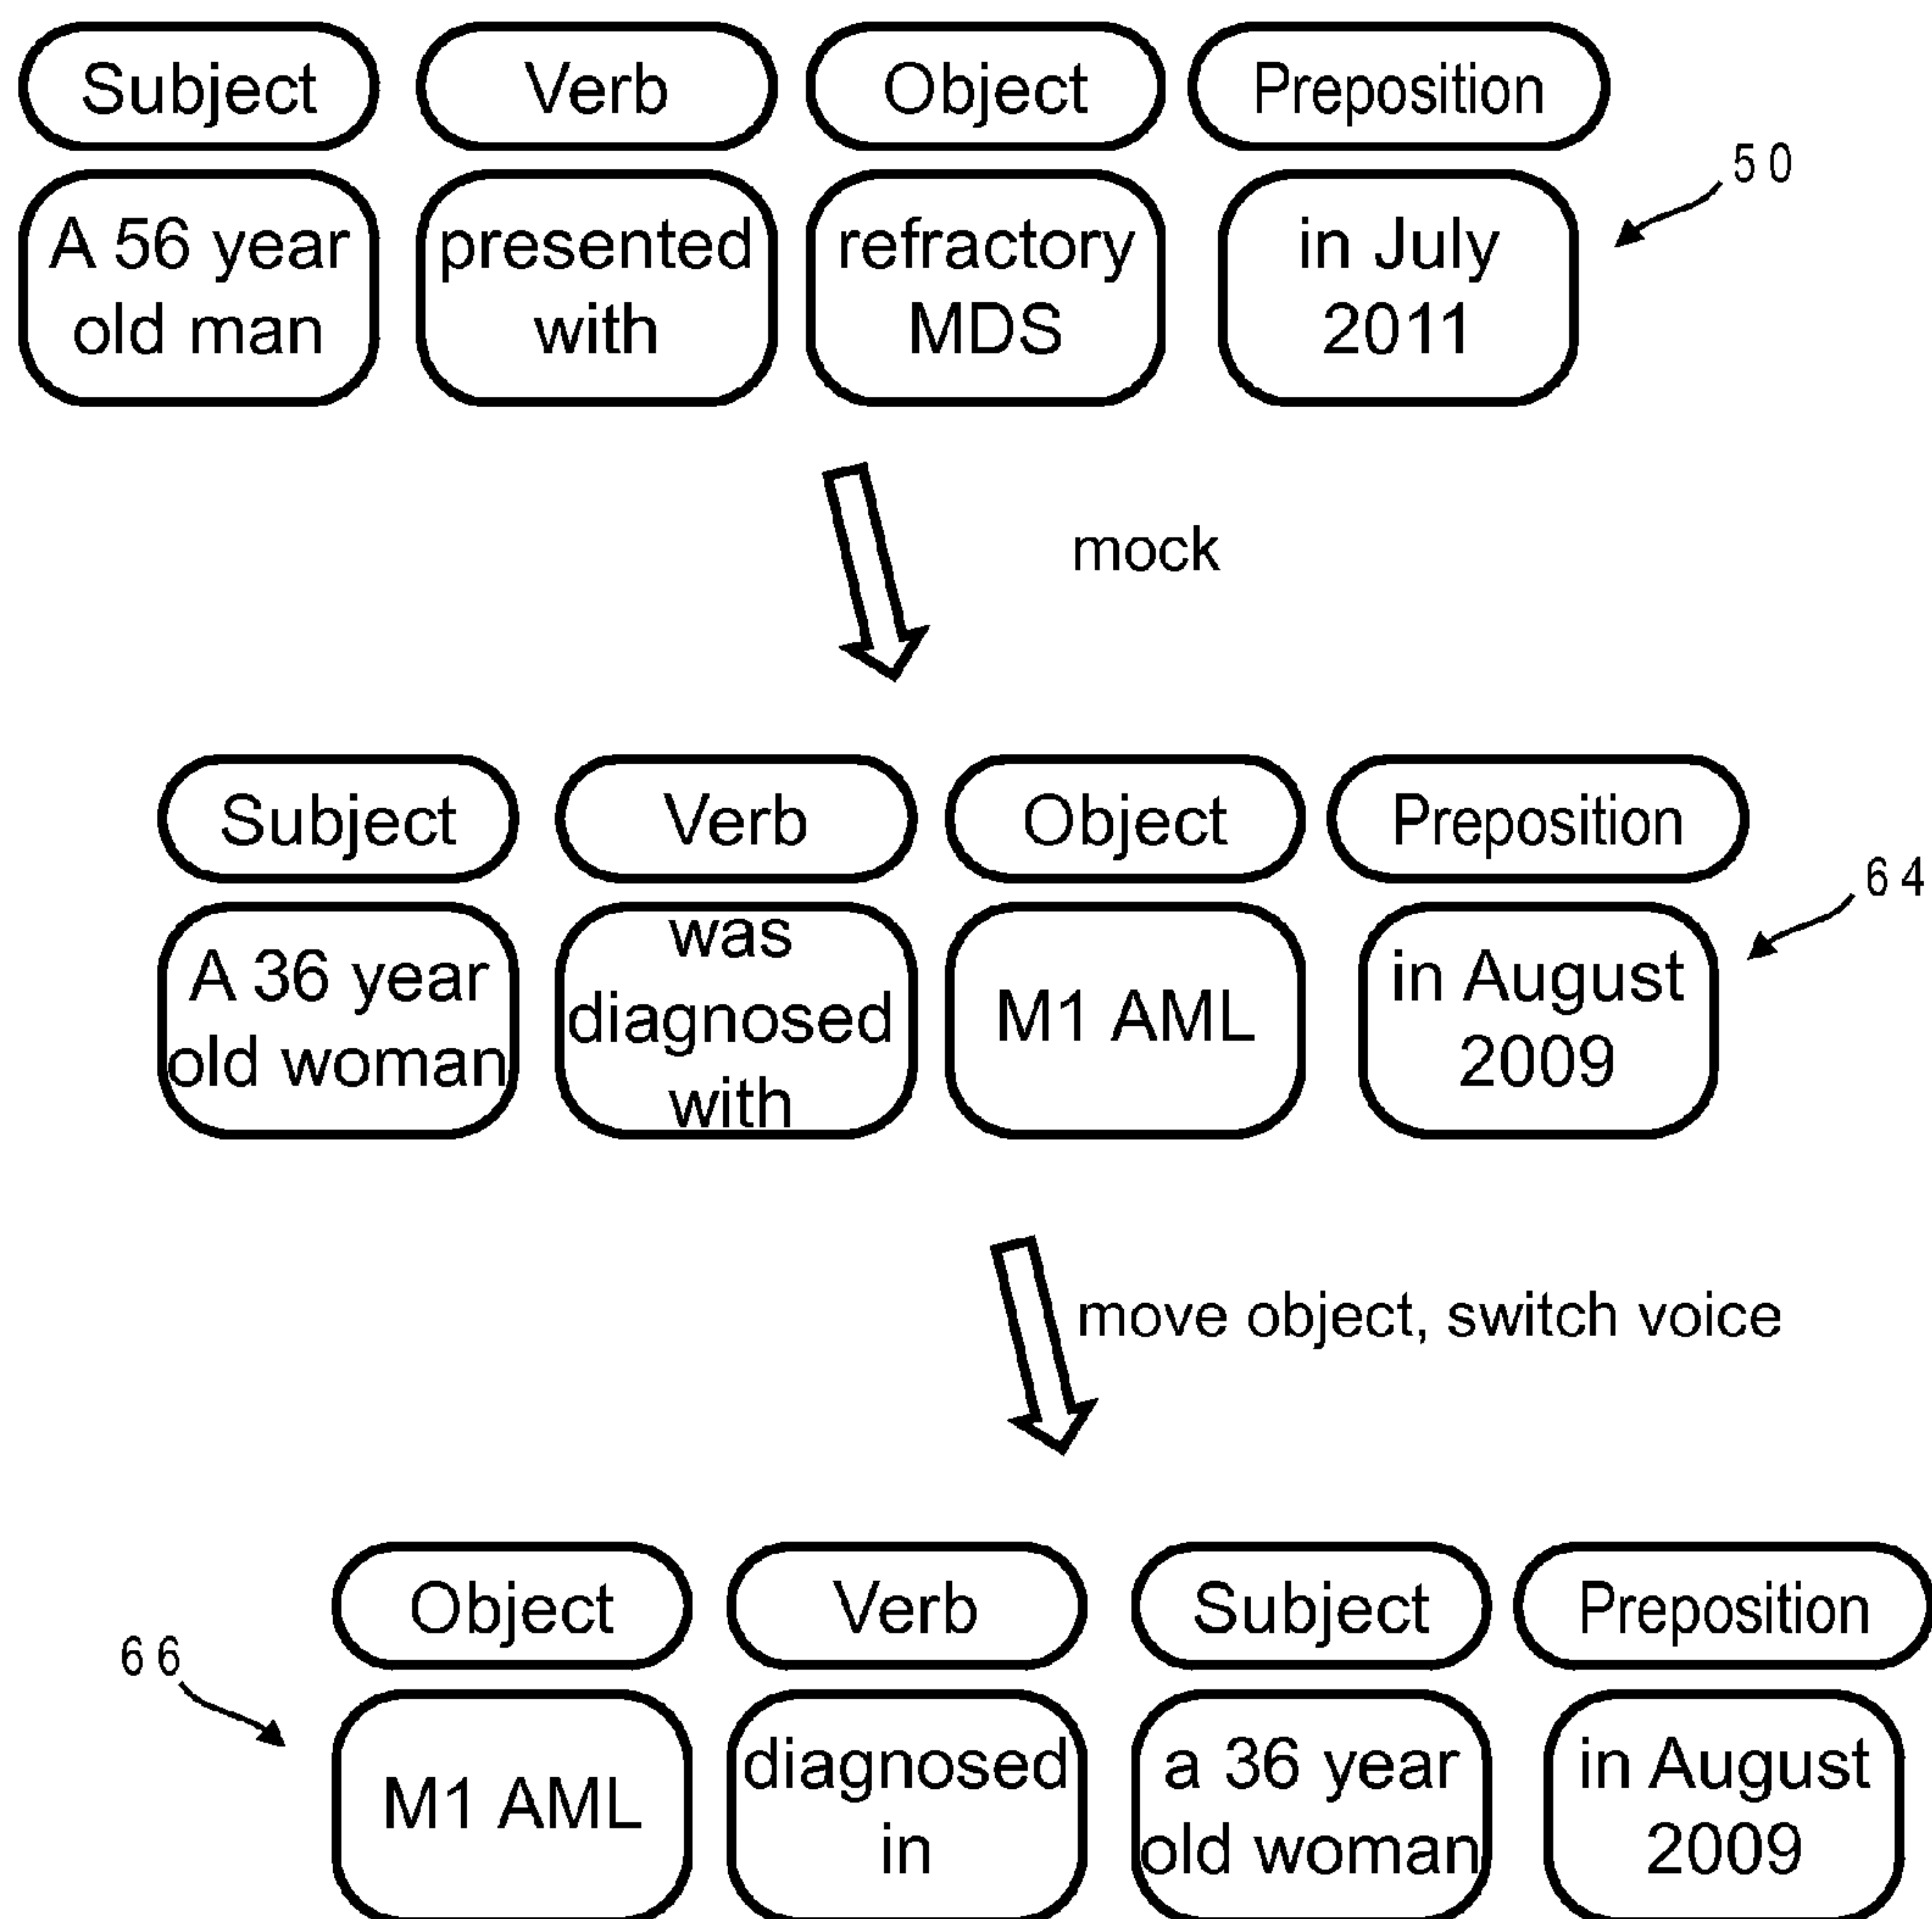 Subject Verb Object Preposition
50
A 56 year presented refractory in July
old man with MDS 2011
mock
Subject Verb Object Preposition
64
was
A 36 year in August
diagnosed M1 AML
old woman 2009
with
move object, switch voice
Object Verb Subject Preposition
66
diagnosed a 36 year in August
M1 AML
in old woman 2009